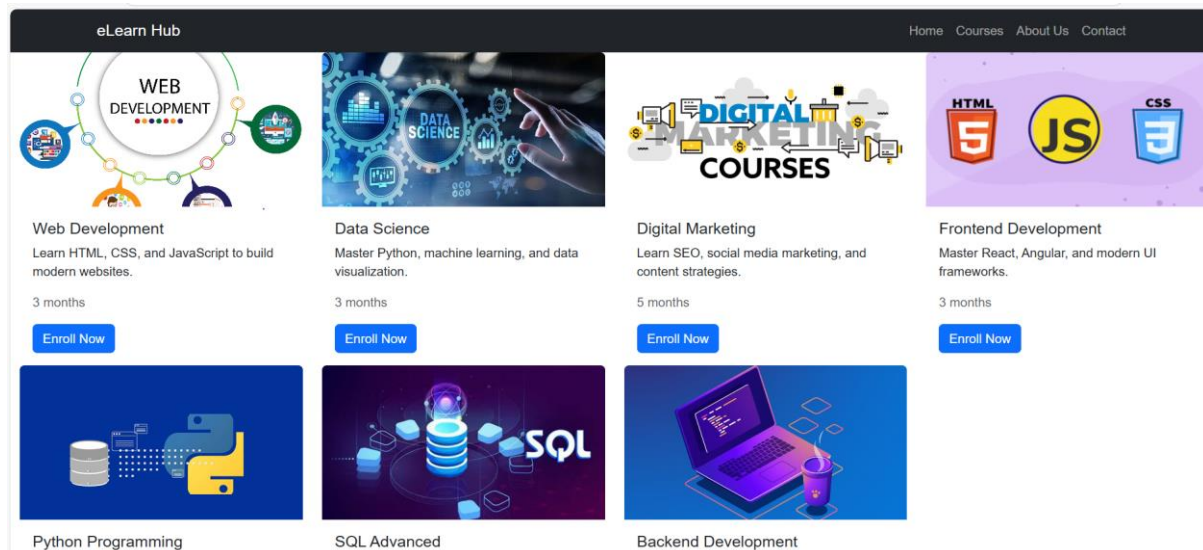 eLearn Hub
Home Courses About Us Contact
WEB
DEVELOPMENT
DATA
SCIENCE
DIGITAL
MARKETING
COURSES
HTML
5
JS
CSS
3
Web Development
Learn HTML, CSS, and JavaScript to build
modern websites.
3 months
Enroll Now
Data Science
Master Python, machine learning, and data
visualization.
3 months
Enroll Now
Digital Marketing
Learn SEO, social media marketing, and
content strategies.
5 months
Enroll Now
Frontend Development
Master React, Angular, and modern UI
frameworks.
3 months
Enroll Now
SQL
Python Programming
SQL Advanced
Backend Development